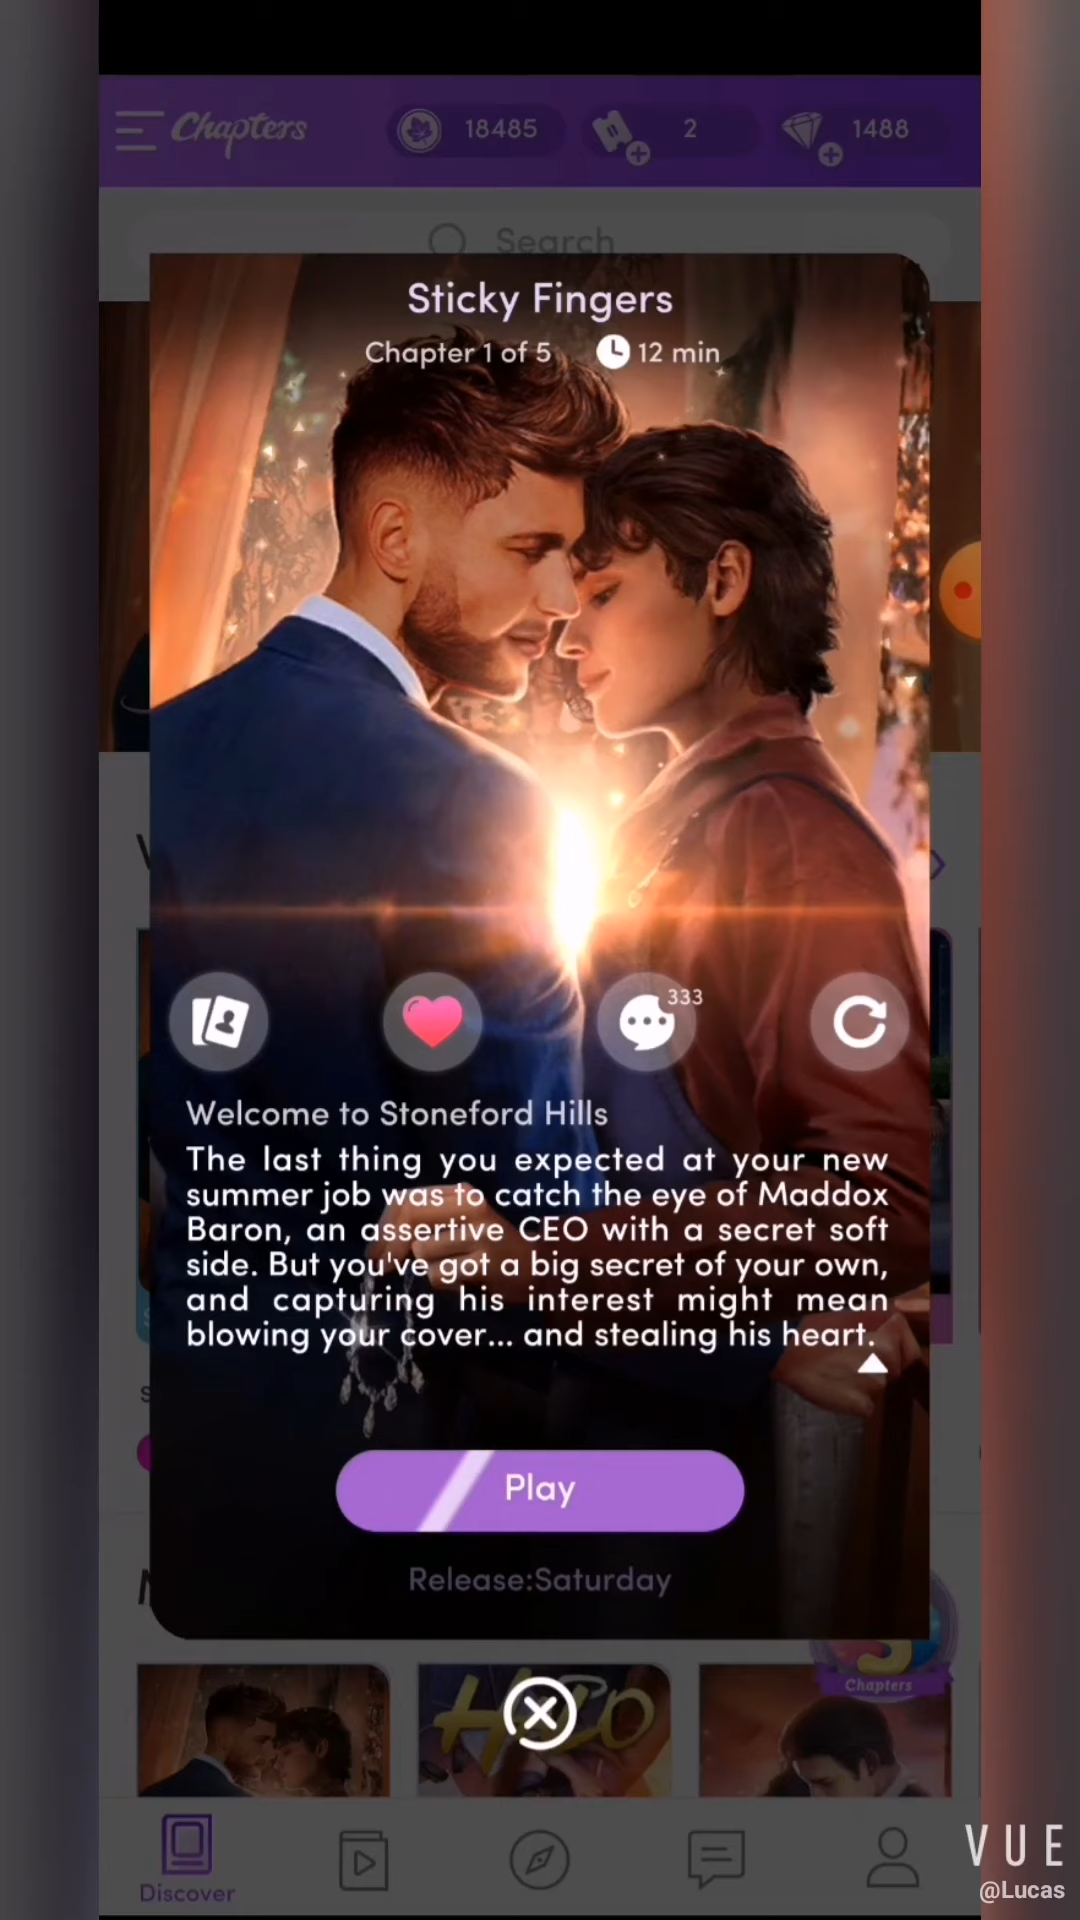 Chapters
18485
2
1488
Search
Sticky Fingers
Chapter 1 of 5
12 min
333
Welcome to Stoneford Hills
The last thing you expected at your new
summer job was to catch the eye of Maddox
Baron, an assertive CEO with a secret soft
side. But you've got a big secret of your own,
and capturing his interest might mean
blowing your cover... and stealing his heart.
Play
Release:Saturday
Chapters
Discover
VUE
@Lucas